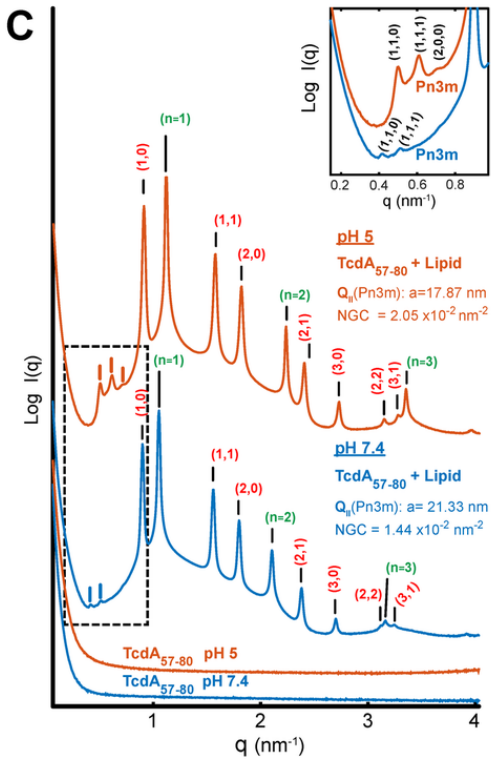 C
Log I(q)
(1,1,0)
(1,1,1)
(2,0,0)
Pn3m
(1,1,0)
(1,1,1)
Pn3m
0.2 0.4 0.6 0.8
q (nm⁻¹)
(1,0)
(n=1)
(1,1)
(2,0)
(n=2)
(2,1)
(3,0)
(2,2)
(3,1)
(n=3)
pH 5
TcdA₅₇₋₈₀ + Lipid
Q_II(Pn3m): a=17.87 nm
NGC = 2.05 x10⁻² nm⁻²
Log I(q)
(1,0)
(n=1)
(1,1)
(2,0)
(n=2)
(2,1)
(3,0)
(2,2)
(n=3)
(3,1)
pH 7.4
TcdA₅₇₋₈₀ + Lipid
Q_II(Pn3m): a= 21.33 nm
NGC = 1.44 x10⁻² nm⁻²
TcdA₅₇₋₈₀ pH 5
TcdA₅₇₋₈₀ pH 7.4
1 2 3 4
q (nm⁻¹)